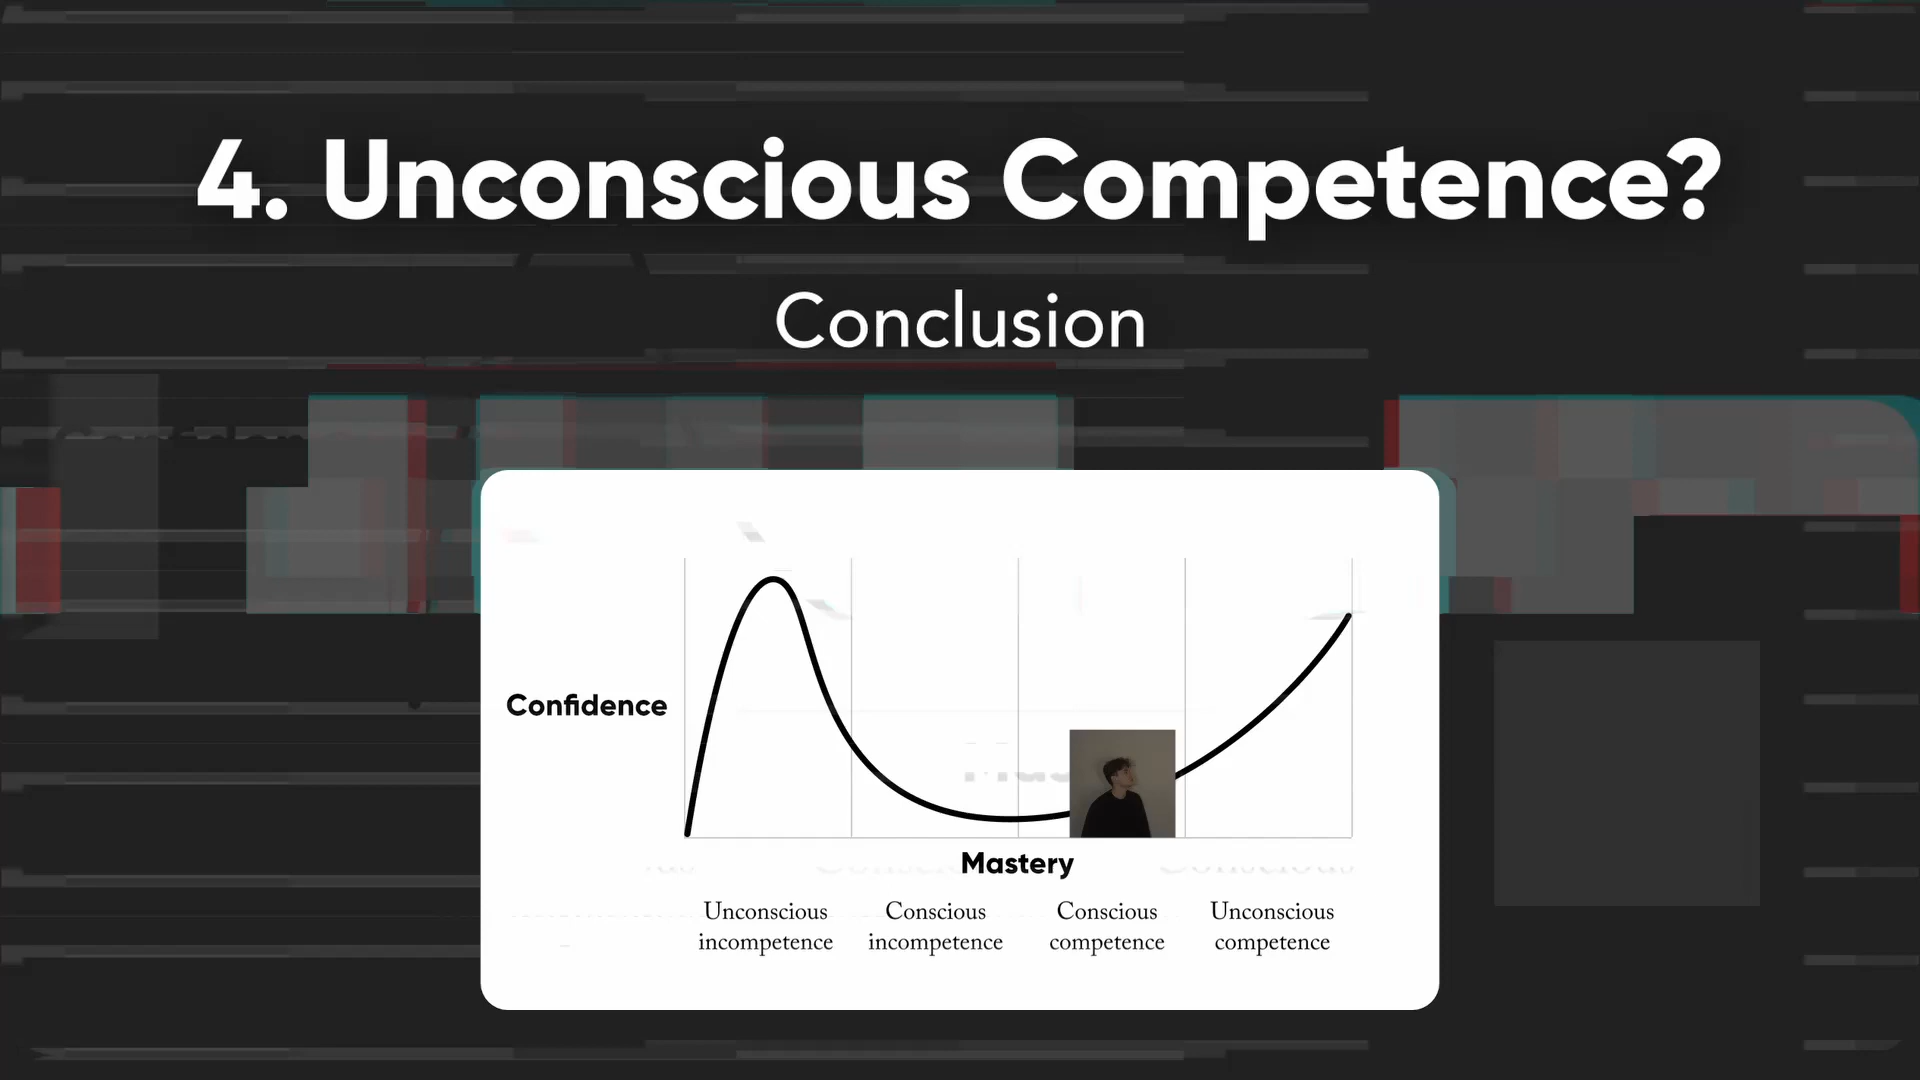 4. Unconscious Competence?
Conclusion
Confidence
Mastery
Unconscious incompetence
Conscious incompetence
Conscious competence
Unconscious competence